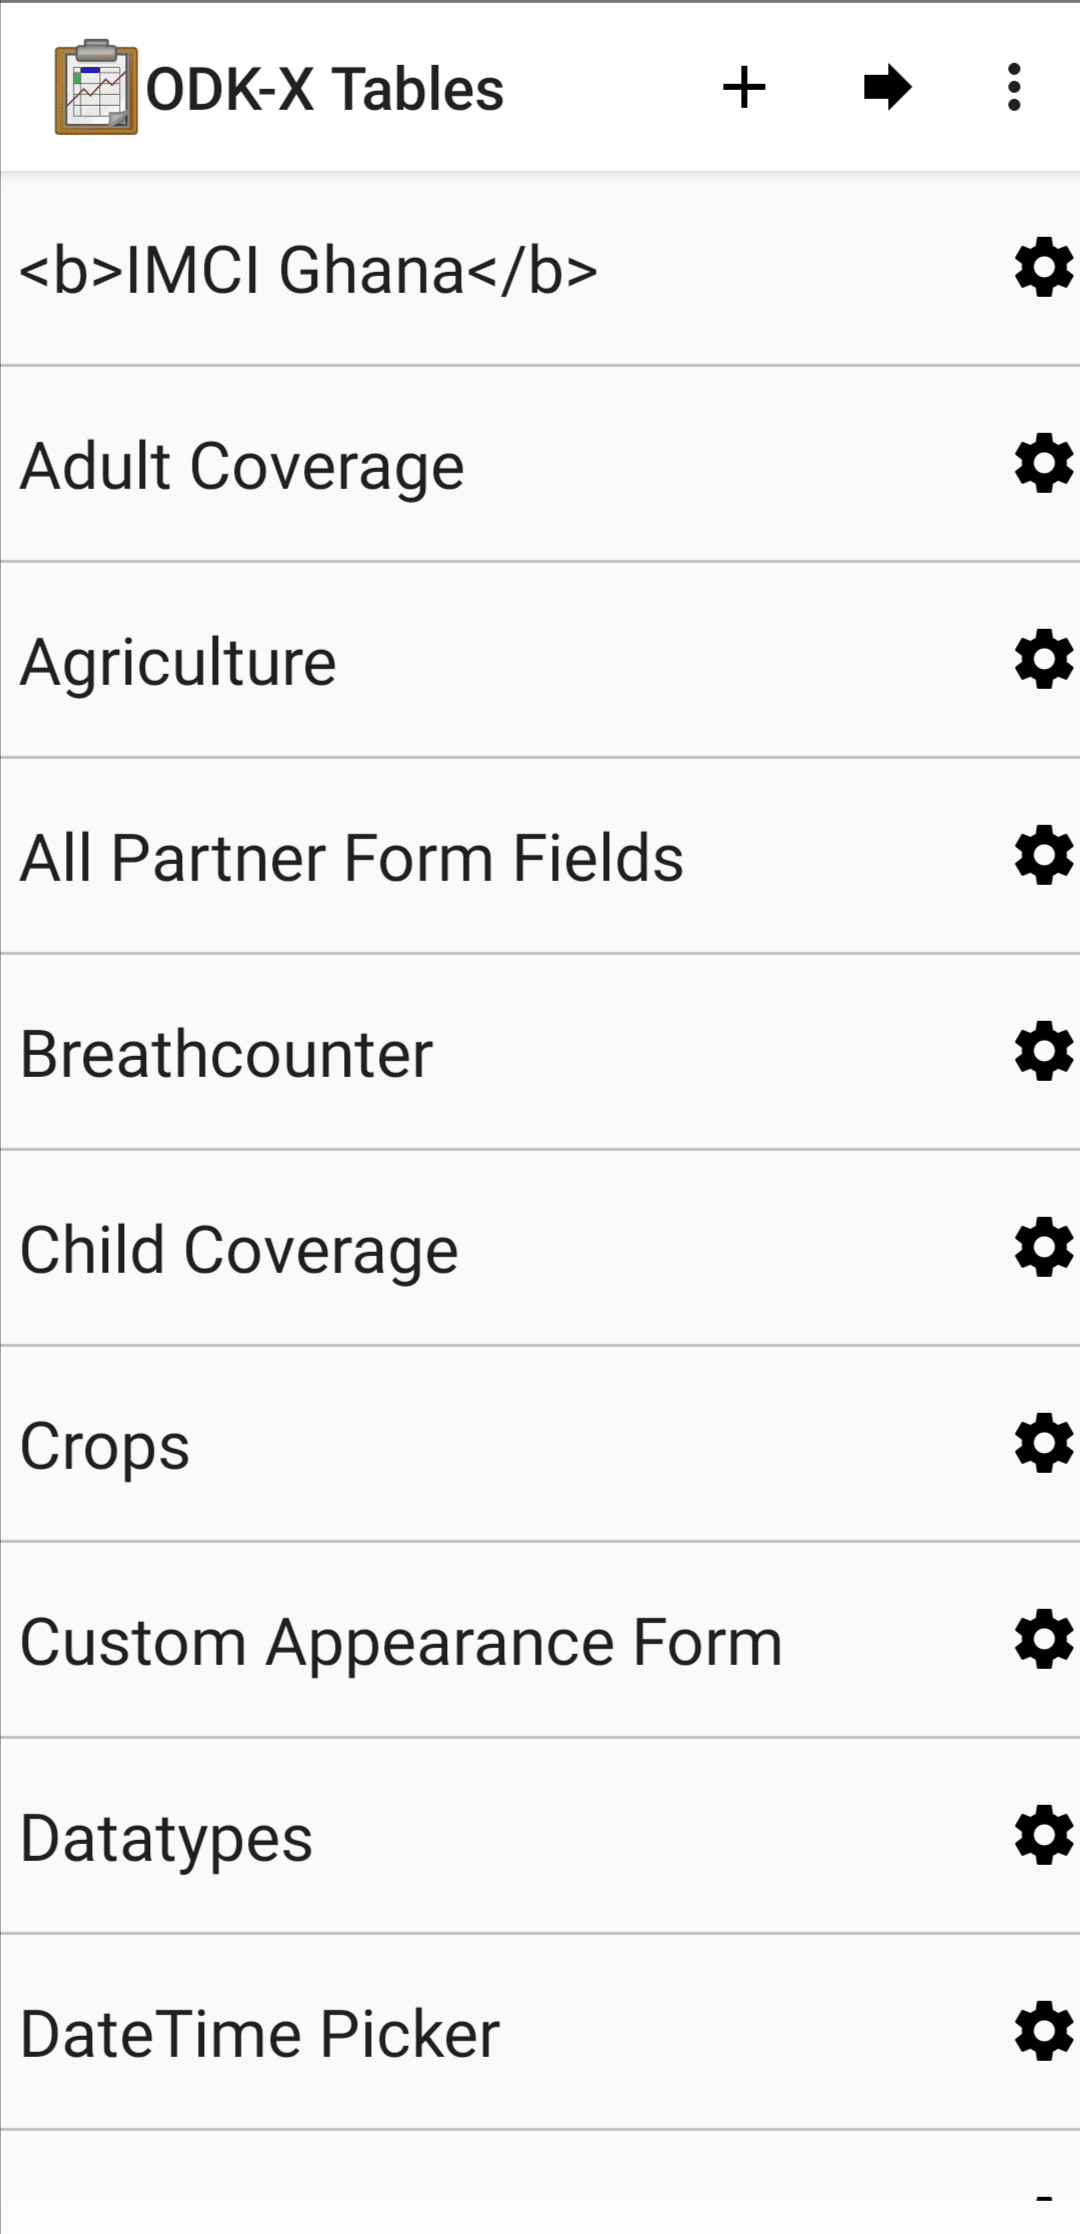 ODK-X Tables
<b>IMCI Ghana</b>
Adult Coverage
Agriculture
All Partner Form Fields
Breathcounter
Child Coverage
Crops
Custom Appearance Form
Datatypes
DateTime Picker